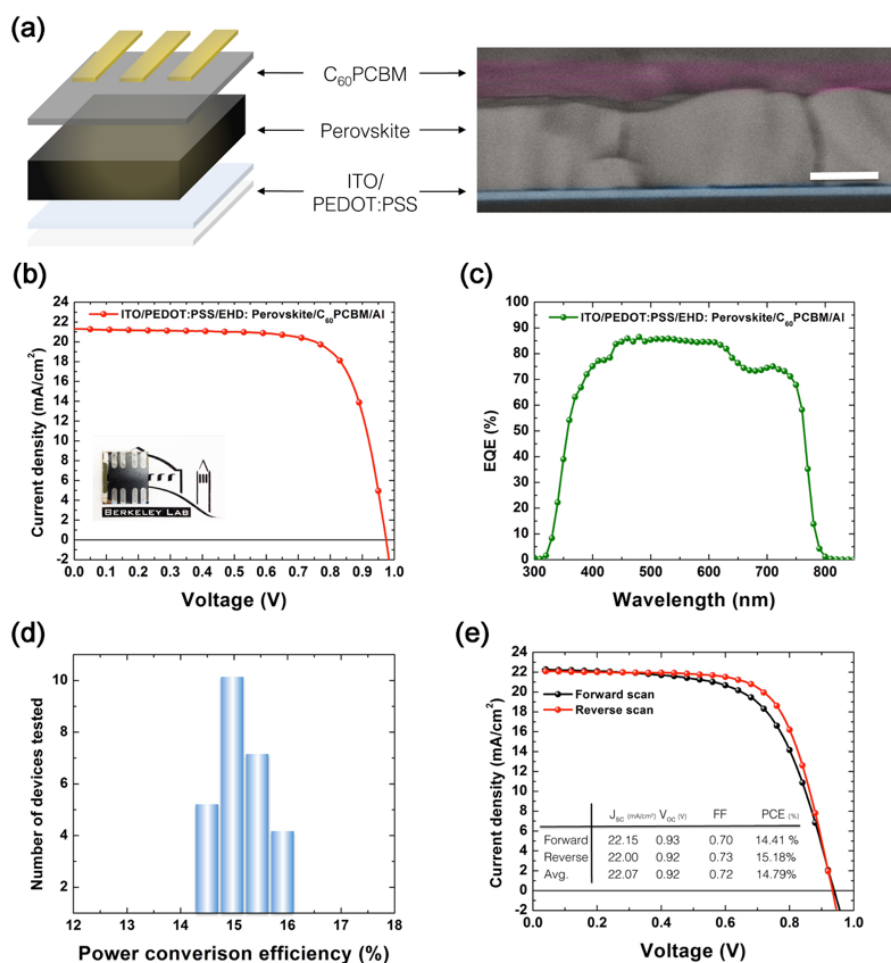 (a)
C60PCBM
Perovskite
ITO/
PEDOT:PSS
(b)
ITO/PEDOT:PSS/EHD: Perovskite/C60PCBM/Al
24
22
20
18
16
14
12
10
8
6
4
2
0
-2
Current density (mA/cm²)
BERKELEY LAB
0.0 0.1 0.2 0.3 0.4 0.5 0.6 0.7 0.8 0.9 1.0
Voltage (V)
(c)
ITO/PEDOT:PSS/EHD: Perovskite/C60PCBM/Al
100
90
80
70
60
50
40
30
20
10
0
EQE (%)
300 400 500 600 700 800
Wavelength (nm)
(d)
10
8
6
4
2
Number of devices tested
12 13 14 15 16 17 18
Power converison efficiency (%)
(e)
24
22
20
18
16
14
12
10
8
6
4
2
0
-2
Current density (mA/cm²)
Forward scan
Reverse scan
JSC (mA/cm²) VOC (V) FF PCE (%)
Forward 22.15 0.93 0.70 14.41 %
Reverse 22.00 0.92 0.73 15.18%
Avg. 22.07 0.92 0.72 14.79%
0.0 0.2 0.4 0.6 0.8 1.0
Voltage (V)